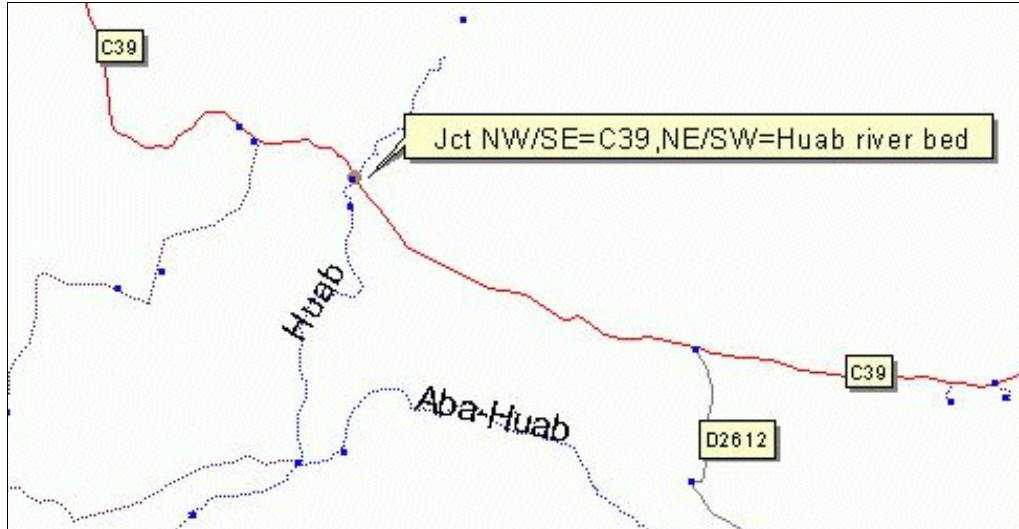 C39
Jct NW/SE=C39,NE/SW=Huab river bed
Huab
C39
Aba-Huab
D2612